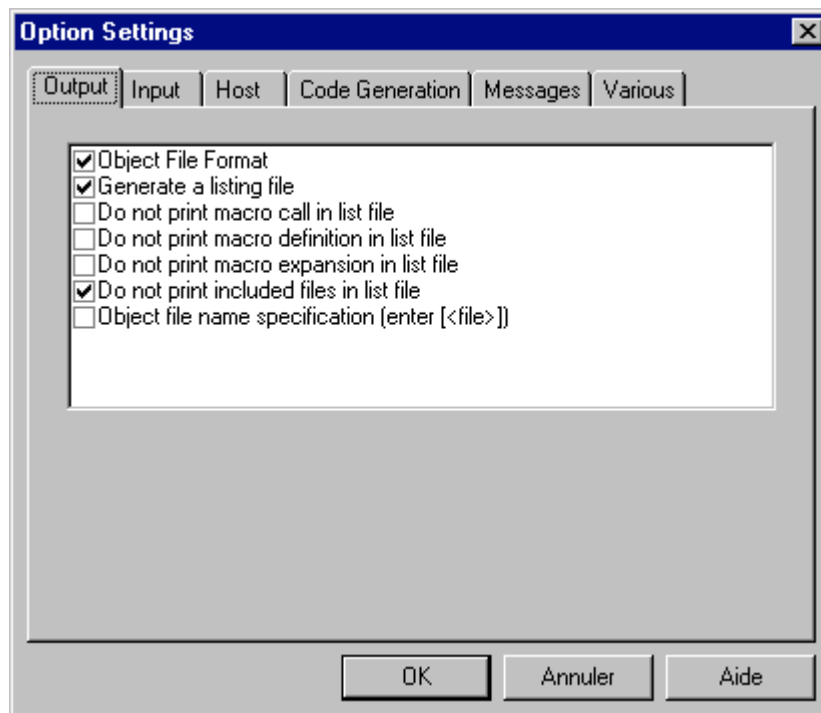 Option Settings
Output Input Host Code Generation Messages Various
Object File Format
Generate a listing file
Do not print macro call in list file
Do not print macro definition in list file
Do not print macro expansion in list file
Do not print included files in list file
Object file name specification (enter [<file>])
OK Annuler Aide